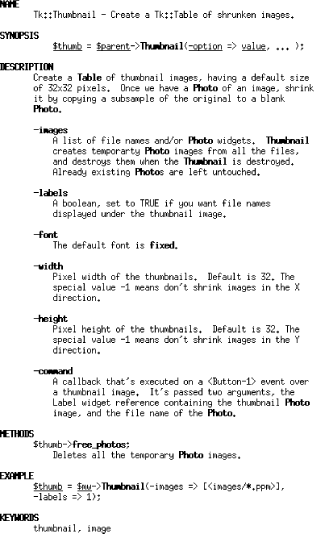 NAME
Tk::Thumbnail - Create a Tk::Table of shrunken images.
SYNOPSIS
$thumb = $parent->Thumbnail(-option => value, ... );
DESCRIPTION
Create a Table of thumbnail images, having a default size
of 32x32 pixels. Once we have a Photo of an image, shrink
it by copying a subsample of the original to a blank
Photo.
-images
A list of file names and/or Photo widgets. Thumbnail
creates temporarty Photo images from all the files,
and destroys them when the Thumbnail is destroyed.
Already existing Photos are left untouched.
-labels
A boolean, set to TRUE if you want file names
displayed under the thumbnail image.
-font
The default font is fixed.
-width
Pixel width of the thumbnails. Default is 32. The
special value -1 means don't shrink images in the X
direction.
-height
Pixel height of the thumbnails. Default is 32. The
special value -1 means don't shrink images in the Y
direction.
-command
A callback that's executed on a <Button-1> event over
a thumbnail image. It's passed two arguments, the
Label widget reference containing the thumbnail Photo
image, and the file name of the Photo.
METHODS
$thumb->free_photos;
Deletes all the temporary Photo images.
EXAMPLE
$thumb = $mw->Thumbnail(-images => [<images/*.ppm>],
-labels => 1);
KEYWORDS
thumbnail, image